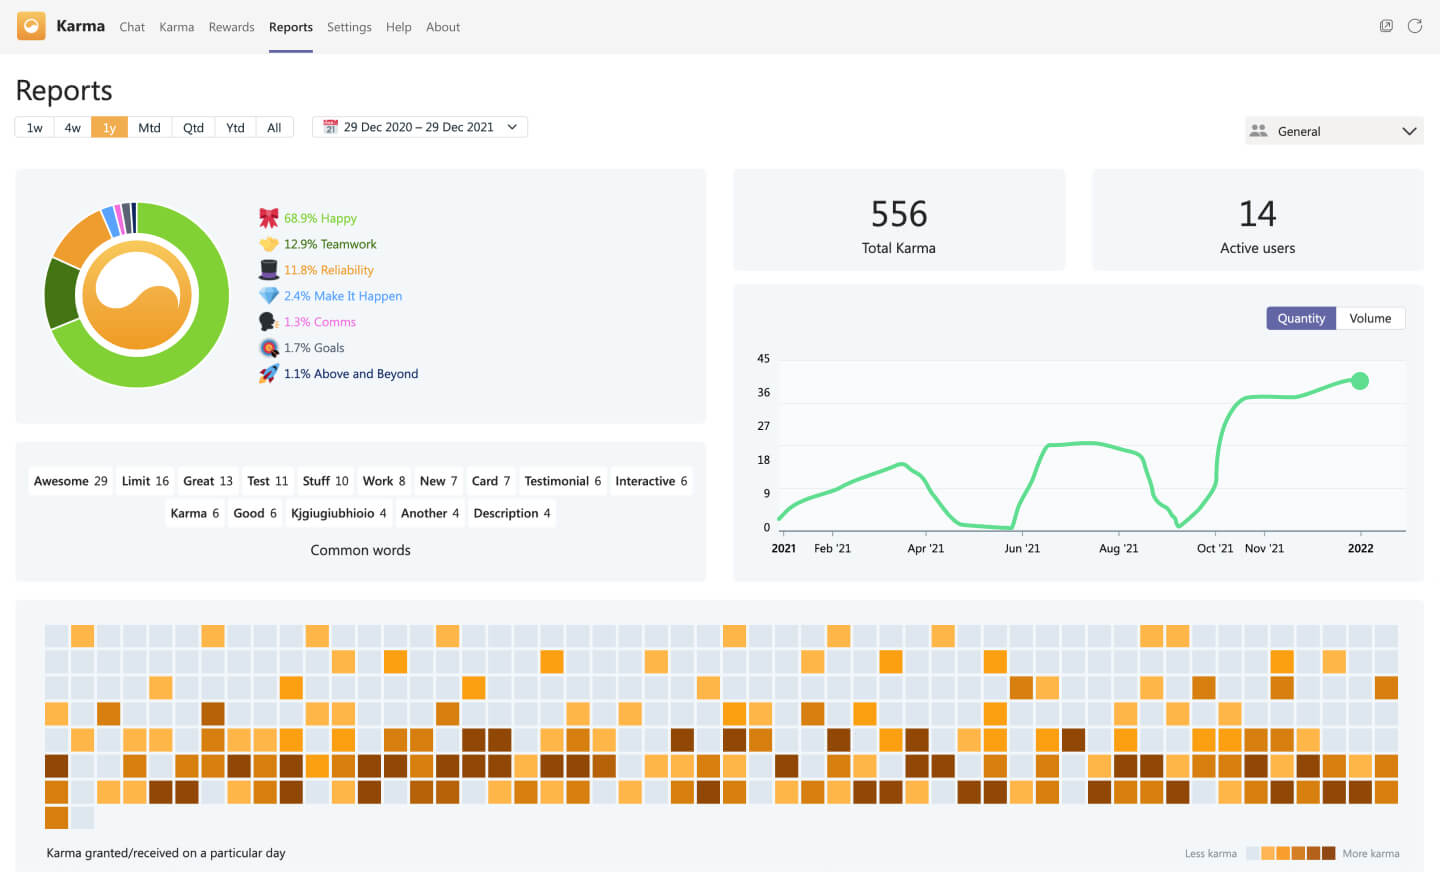 Karma Chat Karma Rewards Reports Settings Help About
Reports
1w 4w 1y Mtd Qtd Ytd All
21 29 Dec 2020 – 29 Dec 2021
General
68.9% Happy
12.9% Teamwork
11.8% Reliability
2.4% Make It Happen
1.3% Comms
1.7% Goals
1.1% Above and Beyond
556
Total Karma
14
Active users
Awesome 29 Limit 16 Great 13 Test 11 Stuff 10 Work 8 New 7 Card 7 Testimonial 6 Interactive 6
Karma 6 Good 6 Kjgiugiubhioio 4 Another 4 Description 4
Common words
Quantity Volume
45
36
27
18
9
0
2021 Feb '21 Apr '21 Jun '21 Aug '21 Oct '21 Nov '21 2022
Karma granted/received on a particular day
Less karma More karma